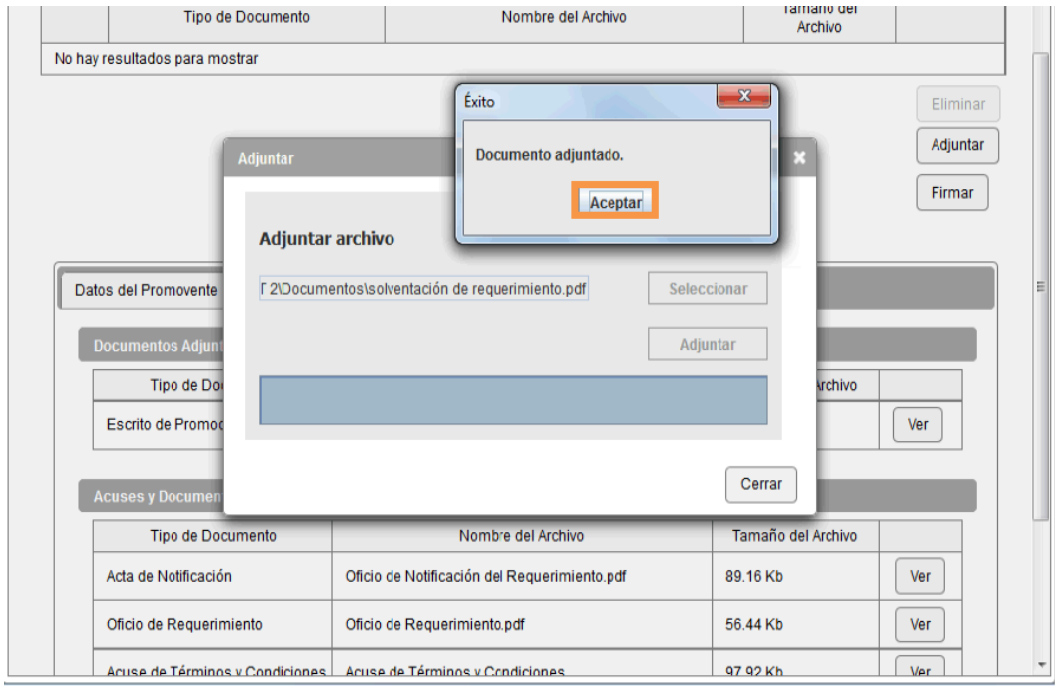 Tipo de Documento Nombre del Archivo Tamaño del
Archivo
No hay resultados para mostrar
Éxito
Eliminar
Documento adjuntado.
Adjuntar
Adjuntar
Aceptar
Firmar
Adjuntar archivo
Datos del Promovente
2\Documentos\solventación de requerimiento.pdf
Seleccionar
Documentos Adjunt
Adjuntar
Tipo de Do
Archivo
Escrito de Promoc
Ver
Cerrar
Acuses y Documen
Tipo de Documento Nombre del Archivo Tamaño del Archivo
Acta de Notificación Oficio de Notificación del Requerimiento.pdf 89.16 Kb Ver
Oficio de Requerimiento Oficio de Requerimiento.pdf 56.44 Kb Ver
Acuse de Términos y Condiciones Acuse de Términos y Condiciones 97.92 Kb Ver